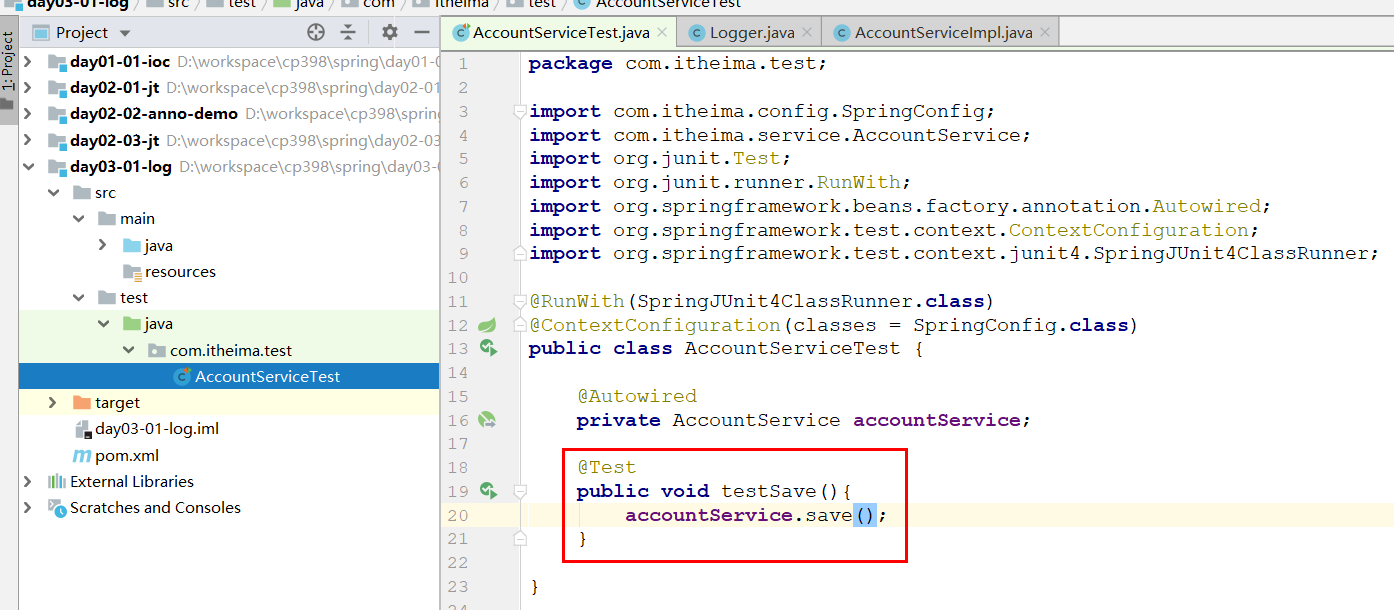 day03-01-log src test java com itheima test AccountServiceTest
Project
1: Project
day01-01-ioc D:\workspace\cp398\spring\day01-0
day02-01-jt D:\workspace\cp398\spring\day02-01
day02-02-anno-demo D:\workspace\cp398\spring
day02-03-jt D:\workspace\cp398\spring\day02-03
day03-01-log D:\workspace\cp398\spring\day03-
src
main
java
resources
test
java
com.itheima.test
AccountServiceTest
target
day03-01-log.iml
pom.xml
External Libraries
Scratches and Consoles
AccountServiceTest.java Logger.java AccountServiceImpl.java
1 package com.itheima.test;
2
3 import com.itheima.config.SpringConfig;
4 import com.itheima.service.AccountService;
5 import org.junit.Test;
6 import org.junit.runner.RunWith;
7 import org.springframework.beans.factory.annotation.Autowired;
8 import org.springframework.test.context.ContextConfiguration;
9 import org.springframework.test.context.junit4.SpringJUnit4ClassRunner;
10
11 @RunWith(SpringJUnit4ClassRunner.class)
12 @ContextConfiguration(classes = SpringConfig.class)
13 public class AccountServiceTest {
14
15 @Autowired
16 private AccountService accountService;
17
18 @Test
19 public void testSave(){
20 accountService.save();
21 }
22
23 }
24